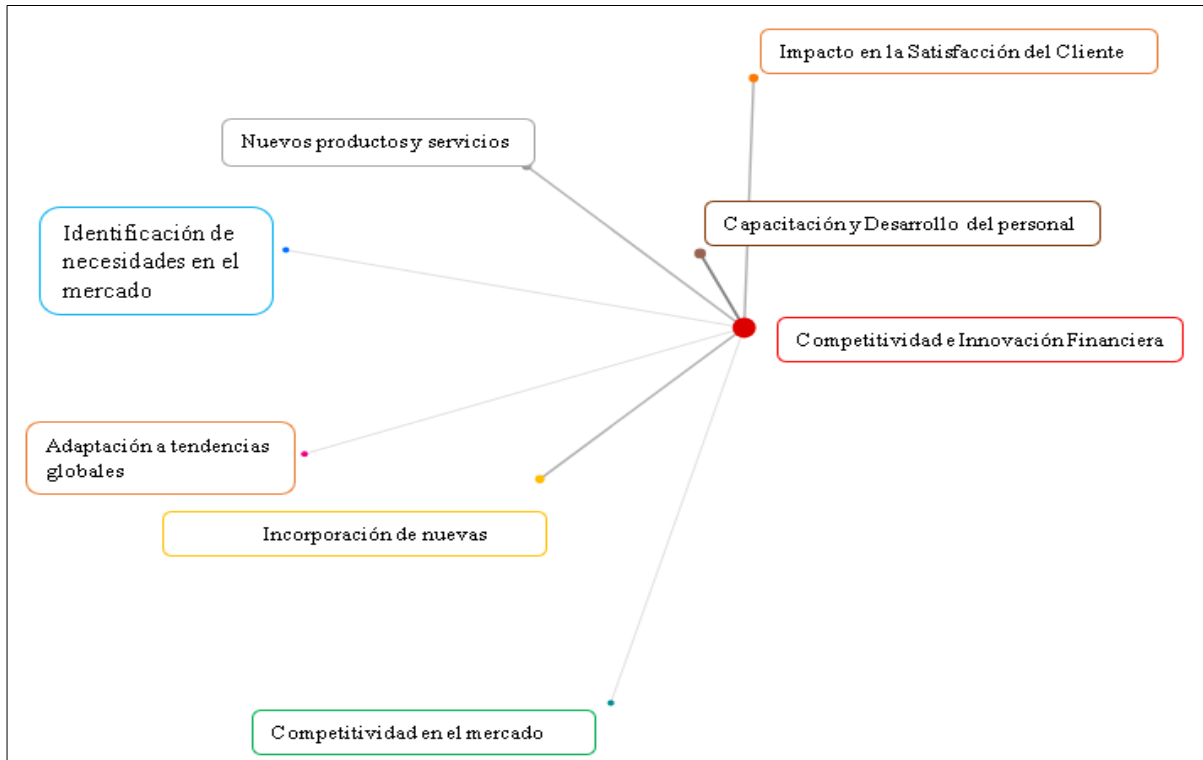 Impacto en la Satisfacción del Cliente
Nuevos productos y servicios
Capacitación y Desarrollo del personal
Identificación de
necesidades en el
mercado
Competitividad e Innovación Financiera
Adaptación a tendencias
globales
Incorporación de nuevas
Competitividad en el mercado